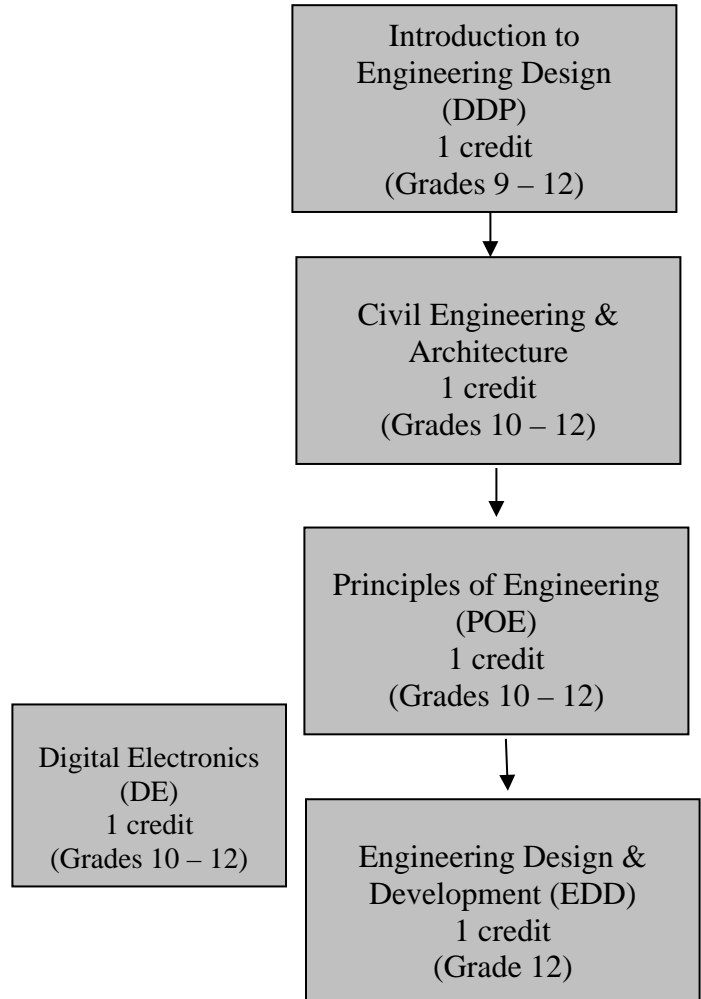 Introduction to
Engineering Design
(DDP)
1 credit
(Grades 9 – 12)
Civil Engineering &
Architecture
1 credit
(Grades 10 – 12)
Principles of Engineering
(POE)
1 credit
(Grades 10 – 12)
Digital Electronics
(DE)
1 credit
(Grades 10 – 12)
Engineering Design &
Development (EDD)
1 credit
(Grade 12)